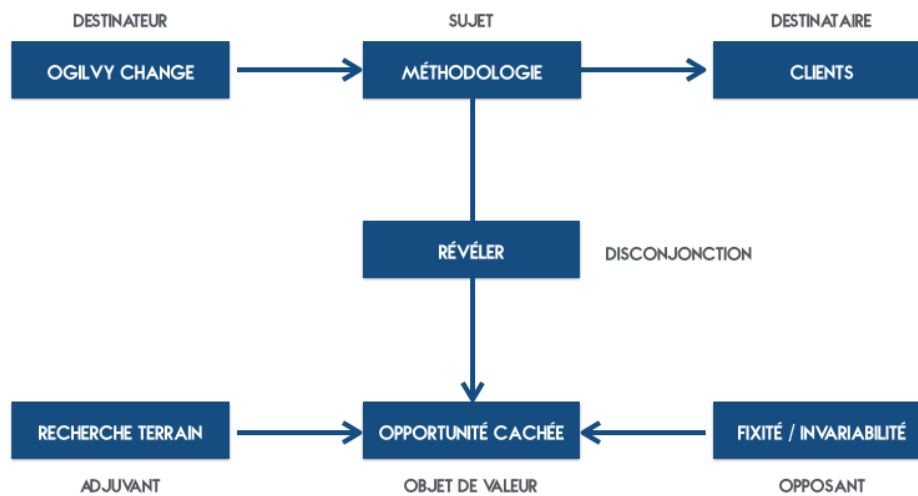 DESTINATEUR
SUJET
DESTINATAIRE
OGILVY CHANGE
MÉTHODOLOGIE
CLIENTS
RÉVÉLER
DISCONJONCTION
RECHERCHE TERRAIN
OPPORTUNITÉ CACHÉE
FIXITÉ / INVARIABILITÉ
ADJUVANT
OBJET DE VALEUR
OPPOSANT